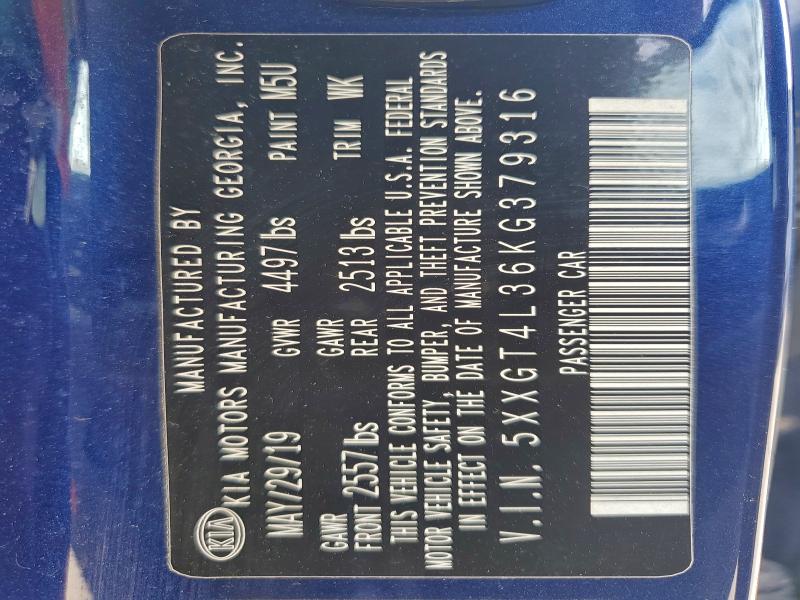 MANUFACTURED BY
KIA KIA MOTORS MANUFACTURING GEORGIA, INC.
MAY/29/19 GVWR 4497lbs PAINT M5U
GAWR FRONT 2557lbs GAWR REAR 2513lbs TRIM WK
THIS VEHICLE CONFORMS TO ALL APPLICABLE U.S.A. FEDERAL
MOTOR VEHICLE SAFETY, BUMPER, AND THEFT PREVENTION STANDARDS
IN EFFECT ON THE DATE OF MANUFACTURE SHOWN ABOVE.
V.I.N. 5XXGT4L36KG379316
PASSENGER CAR